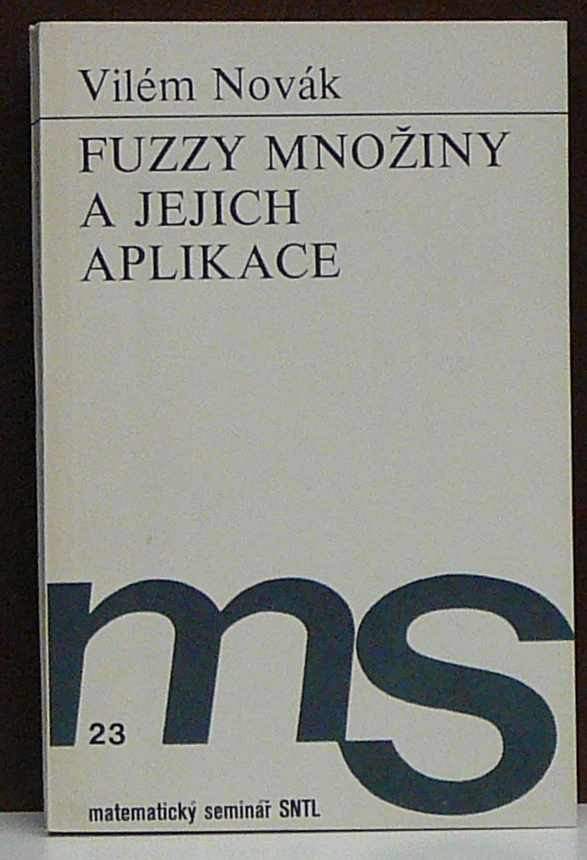 Vilém Novák
FUZZY MNOŽINY
A JEJICH
APLIKACE
ms
23
matematický seminář SNTL